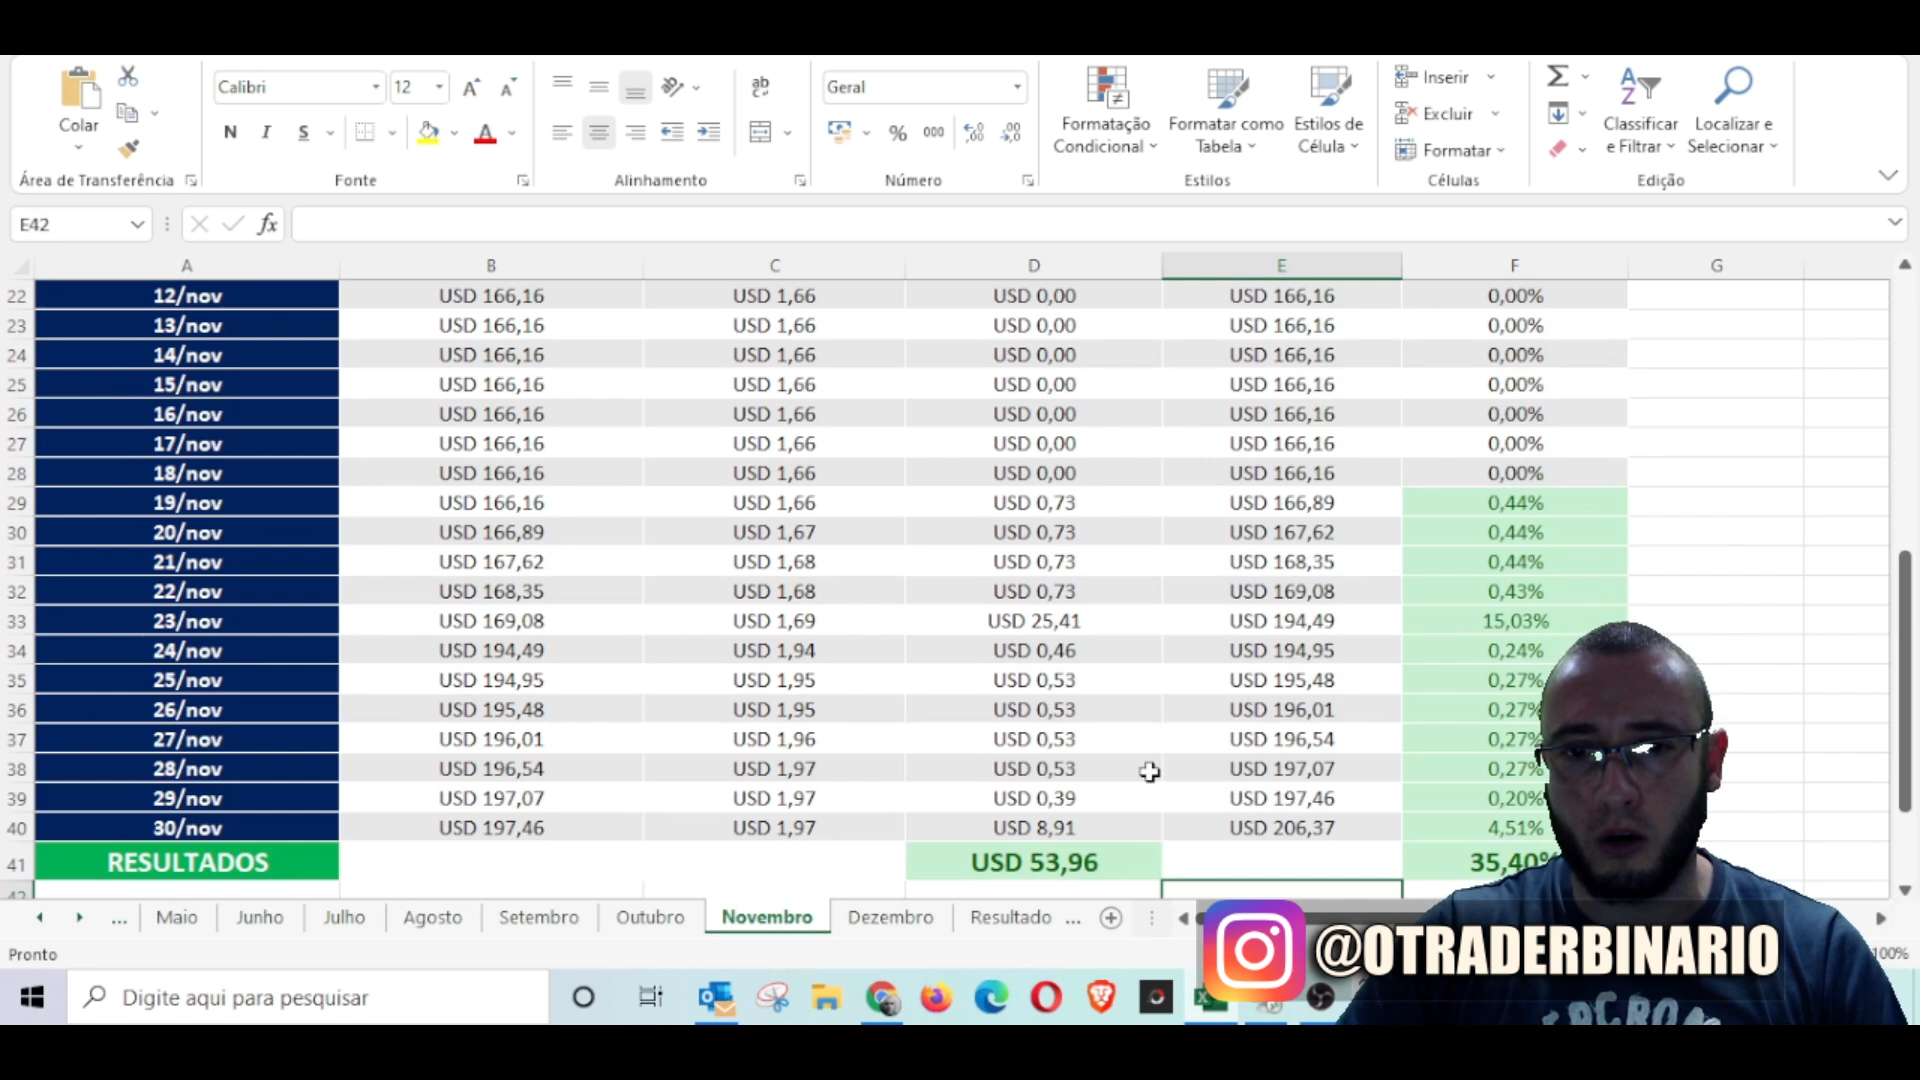 Colar
Área de Transferência
Calibri
12
N I S
A
Fonte
ab
Alinhamento
Geral
% 000
Número
Formatação Condicional
Formatar como Tabela
Estilos de Célula
Estilos
Inserir
Excluir
Formatar
Células
Classificar e Filtrar
Localizar e Selecionar
Edição
E42
fx
A B C D E F G
22 12/nov USD 166,16 USD 1,66 USD 0,00 USD 166,16 0,00%
23 13/nov USD 166,16 USD 1,66 USD 0,00 USD 166,16 0,00%
24 14/nov USD 166,16 USD 1,66 USD 0,00 USD 166,16 0,00%
25 15/nov USD 166,16 USD 1,66 USD 0,00 USD 166,16 0,00%
26 16/nov USD 166,16 USD 1,66 USD 0,00 USD 166,16 0,00%
27 17/nov USD 166,16 USD 1,66 USD 0,00 USD 166,16 0,00%
28 18/nov USD 166,16 USD 1,66 USD 0,00 USD 166,16 0,00%
29 19/nov USD 166,16 USD 1,66 USD 0,73 USD 166,89 0,44%
30 20/nov USD 166,89 USD 1,67 USD 0,73 USD 167,62 0,44%
31 21/nov USD 167,62 USD 1,68 USD 0,73 USD 168,35 0,44%
32 22/nov USD 168,35 USD 1,68 USD 0,73 USD 169,08 0,43%
33 23/nov USD 169,08 USD 1,69 USD 25,41 USD 194,49 15,03%
34 24/nov USD 194,49 USD 1,94 USD 0,46 USD 194,95 0,24%
35 25/nov USD 194,95 USD 1,95 USD 0,53 USD 195,48 0,27%
36 26/nov USD 195,48 USD 1,95 USD 0,53 USD 196,01 0,27%
37 27/nov USD 196,01 USD 1,96 USD 0,53 USD 196,54 0,27%
38 28/nov USD 196,54 USD 1,97 USD 0,53 USD 197,07 0,27%
39 29/nov USD 197,07 USD 1,97 USD 0,39 USD 197,46 0,20%
40 30/nov USD 197,46 USD 1,97 USD 8,91 USD 206,37 4,51%
41 RESULTADOS USD 53,96 35,40%
... Maio Junho Julho Agosto Setembro Outubro Novembro Dezembro Resultado ...
Pronto
100%
@OTRADERBINARIO
Digite aqui para pesquisar